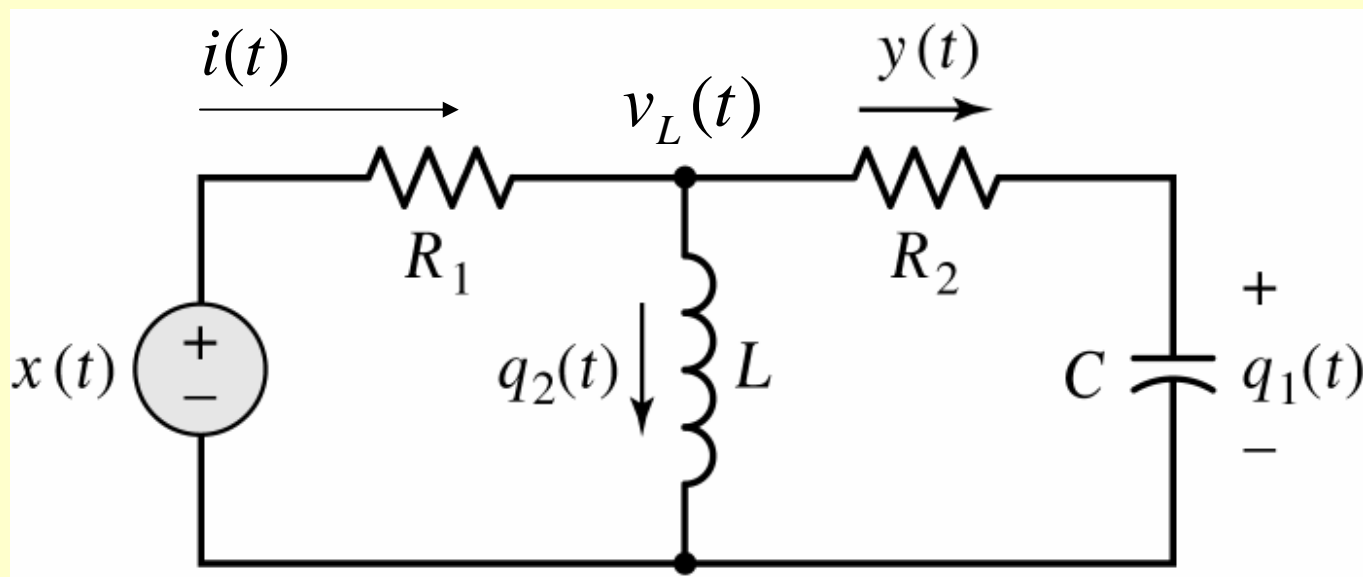 i(t)
y(t)
v_L(t)
R_1
R_2
+
x(t)
+
−
q_2(t)
L
C
q_1(t)
−